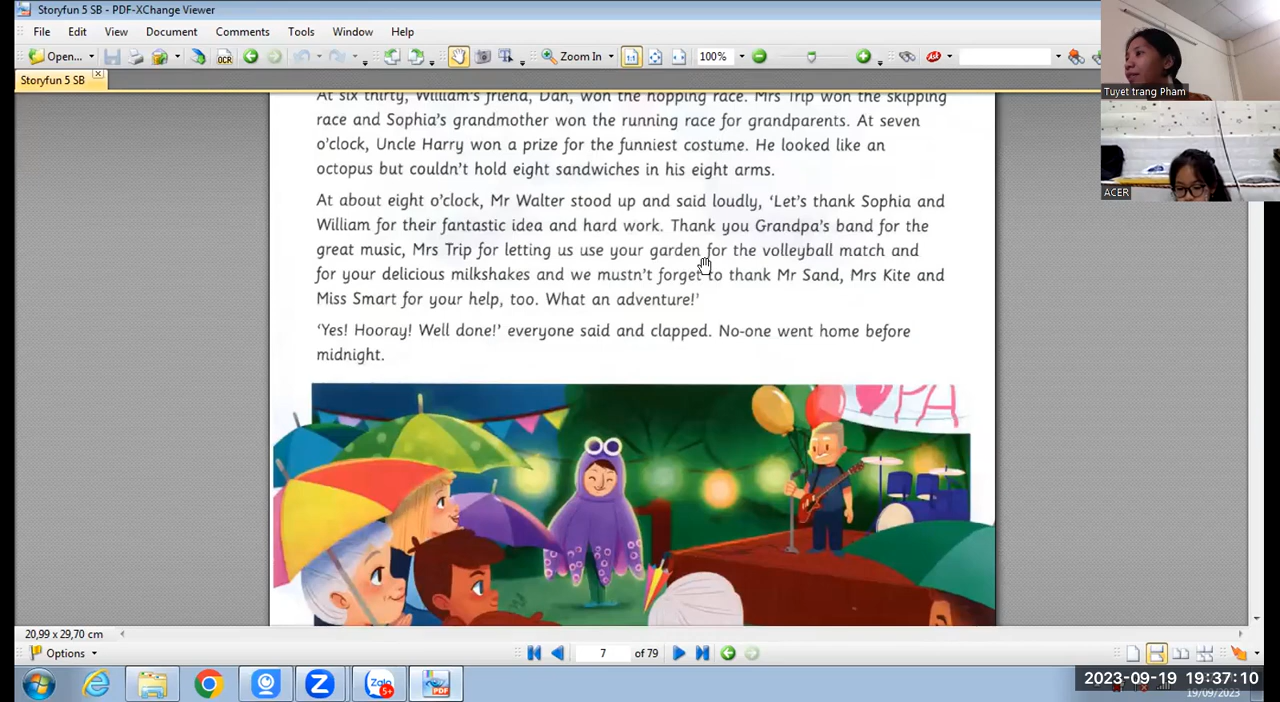 Storyfun 5 SB - PDF-XChange Viewer
File Edit View Document Comments Tools Window Help
Open... OCR Zoom In 100%
Storyfun 5 SB
At six thirty, William's friend, Dan, won the hopping race. Mrs Trip won the skipping
race and Sophia's grandmother won the running race for grandparents. At seven
o'clock, Uncle Harry won a prize for the funniest costume. He looked like an
octopus but couldn't hold eight sandwiches in his eight arms.
At about eight o'clock, Mr Walter stood up and said loudly, 'Let's thank Sophia and
William for their fantastic idea and hard work. Thank you Grandpa's band for the
great music, Mrs Trip for letting us use your garden for the volleyball match and
for your delicious milkshakes and we mustn't forget to thank Mr Sand, Mrs Kite and
Miss Smart for your help, too. What an adventure!'
'Yes! Hooray! Well done!' everyone said and clapped. No-one went home before
midnight.
PA
Tuyet trang Pham
ACER
20,99 x 29,70 cm
Options 7 of 79
Zalo 5+ PDF
2023-09-19 19:37:10
19/09/2023